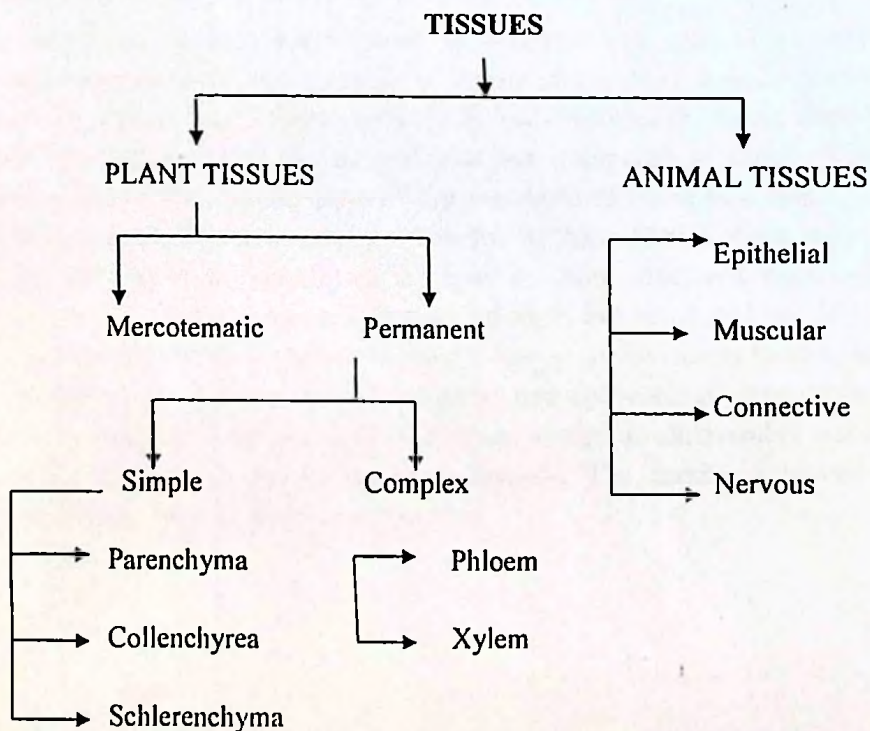 TISSUES
PLANT TISSUES
ANIMAL TISSUES
Mercotematic
Permanent
Epithelial
Muscular
Connective
Nervous
Simple
Complex
Parenchyma
Phloem
Collenchyrea
Xylem
Schlerenchyma